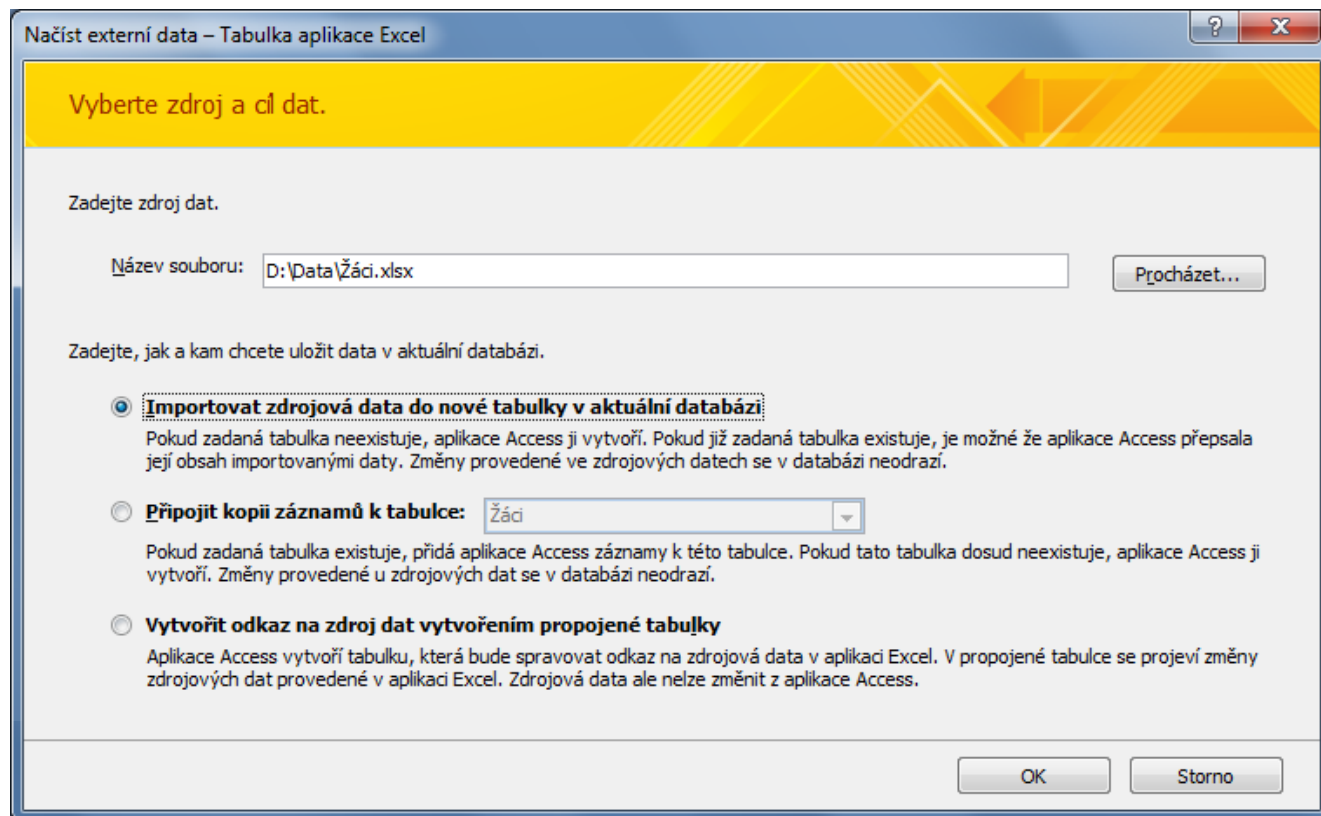 Načíst externí data – Tabulka aplikace Excel
Vyberte zdroj a cíl dat.
Zadejte zdroj dat.
Název souboru: D:\Data\Žáci.xlsx Procházet...
Zadejte, jak a kam chcete uložit data v aktuální databázi.
Importovat zdrojová data do nové tabulky v aktuální databázi
Pokud zadaná tabulka neexistuje, aplikace Access ji vytvoří. Pokud již zadaná tabulka existuje, je možné že aplikace Access přepsala
její obsah importovanými daty. Změny provedené ve zdrojových datech se v databázi neodrazí.
Připojit kopii záznamů k tabulce: Žáci
Pokud zadaná tabulka existuje, přidá aplikace Access záznamy k této tabulce. Pokud tato tabulka dosud neexistuje, aplikace Access ji
vytvoří. Změny provedené u zdrojových dat se v databázi neodrazí.
Vytvořit odkaz na zdroj dat vytvořením propojené tabulky
Aplikace Access vytvoří tabulku, která bude spravovat odkaz na zdrojová data v aplikaci Excel. V propojené tabulce se projeví změny
zdrojových dat provedené v aplikaci Excel. Zdrojová data ale nelze změnit z aplikace Access.
OK Storno